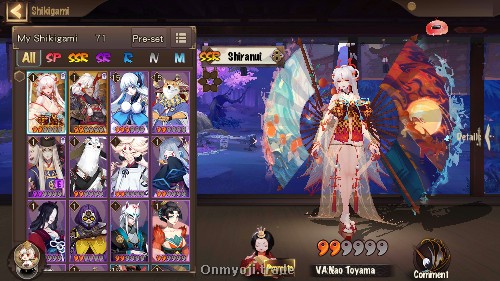 Shikigami
My Shikigami 71 Pre-set
All SP SSR SR R N M
SSR Shiranui
Details
999999
VA:Nao Toyama
Comment
Onmyoji.trade